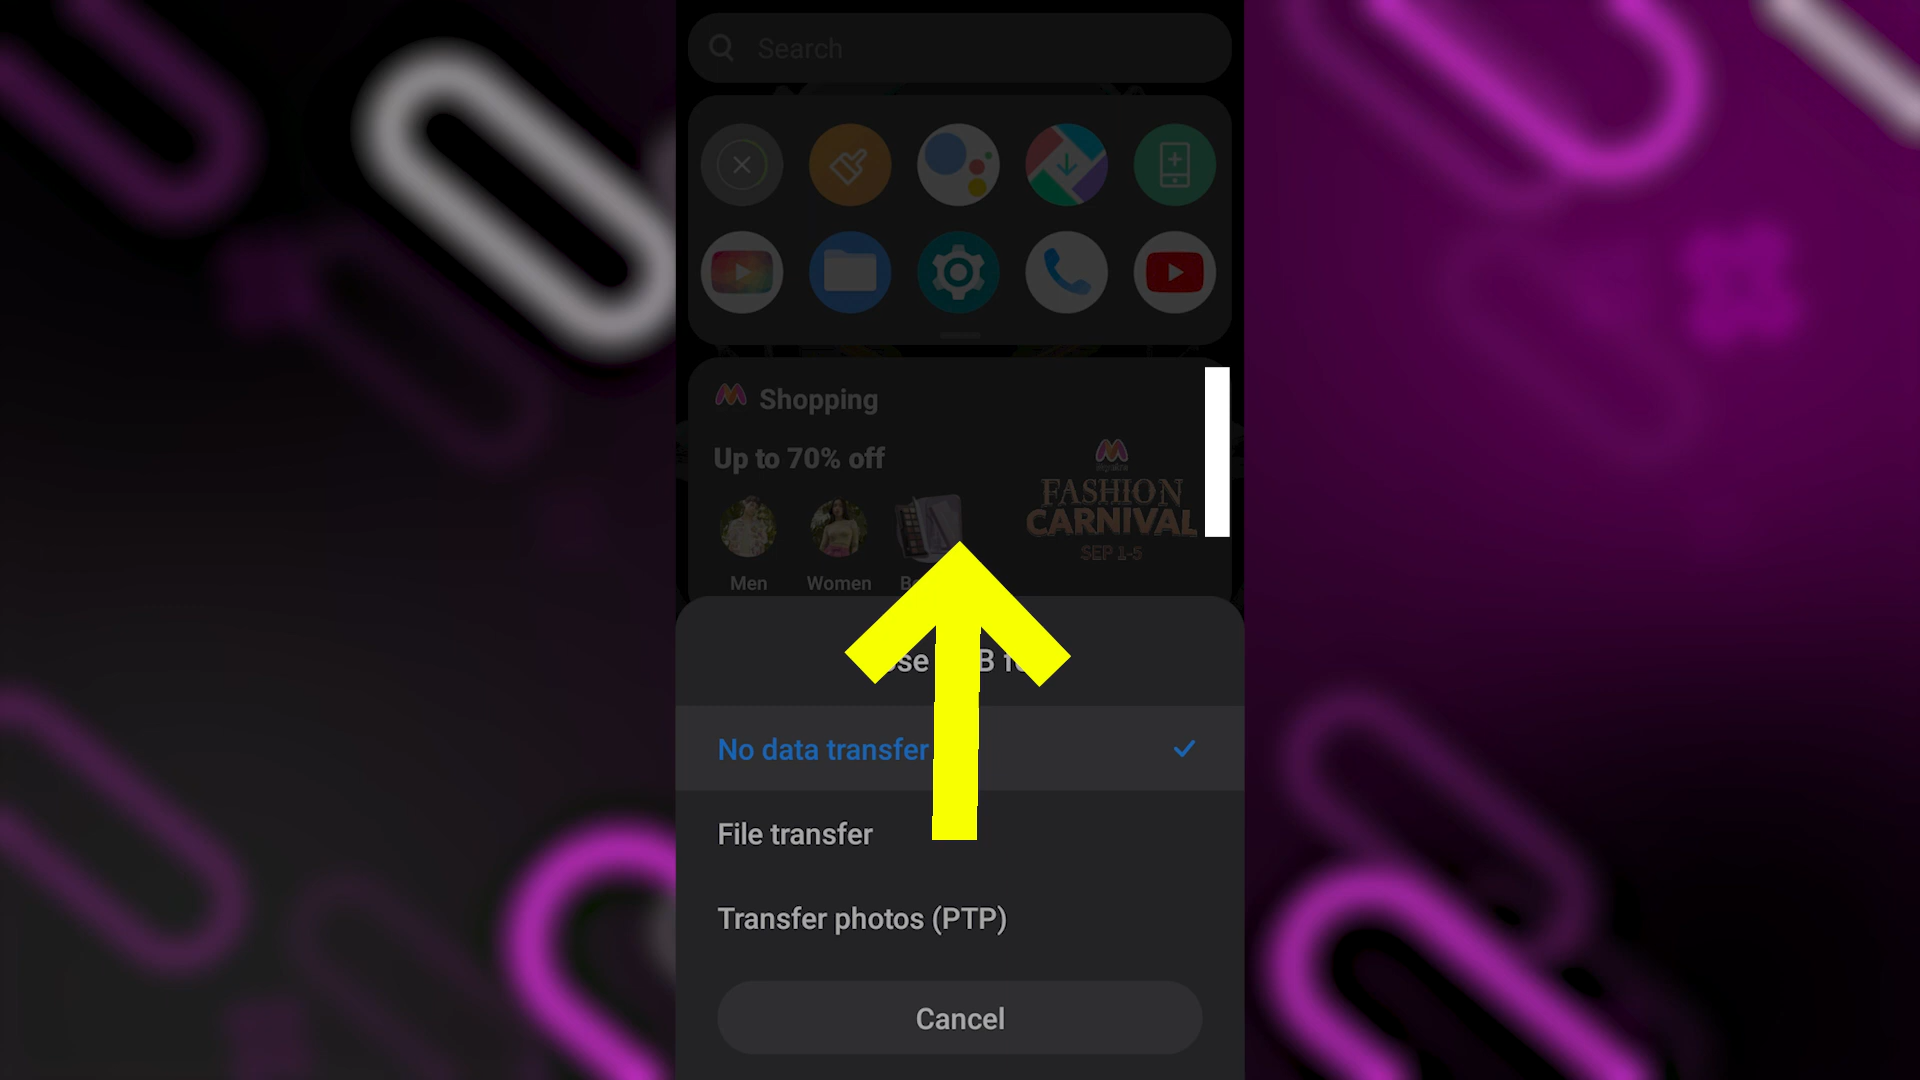 Search
Shopping
Up to 70% off
FASHION
CARNIVAL
SEP 1-5
Men
Women
No data transfer
File transfer
Transfer photos (PTP)
Cancel